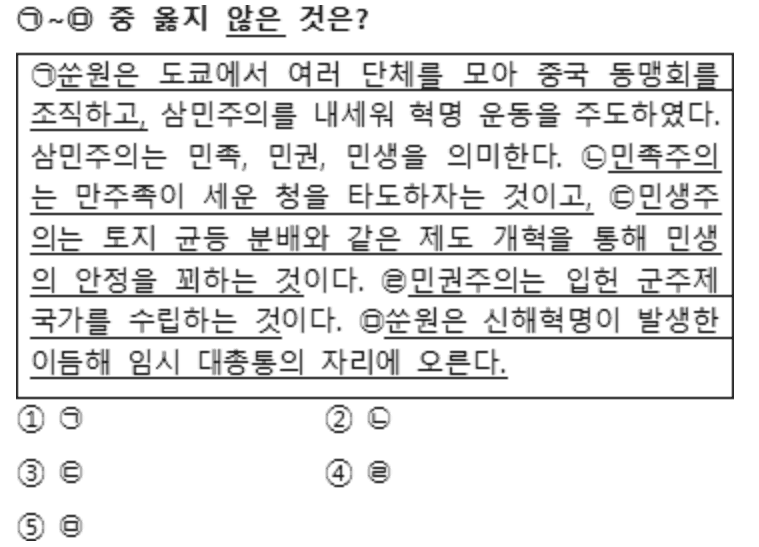 ㉠~㉤ 중 옳지 않은 것은?
㉠쑨원은 도쿄에서 여러 단체를 모아 중국 동맹회를
조직하고, 삼민주의를 내세워 혁명 운동을 주도하였다.
삼민주의는 민족, 민권, 민생을 의미한다. ㉡민족주의
는 만주족이 세운 청을 타도하자는 것이고, ㉢민생주
의는 토지 균등 분배와 같은 제도 개혁을 통해 민생
의 안정을 꾀하는 것이다. ㉣민권주의는 입헌 군주제
국가를 수립하는 것이다. ㉤쑨원은 신해혁명이 발생한
이듬해 임시 대총통의 자리에 오른다.
① ㉠ ② ㉡
③ ㉢ ④ ㉣
⑤ ㉤